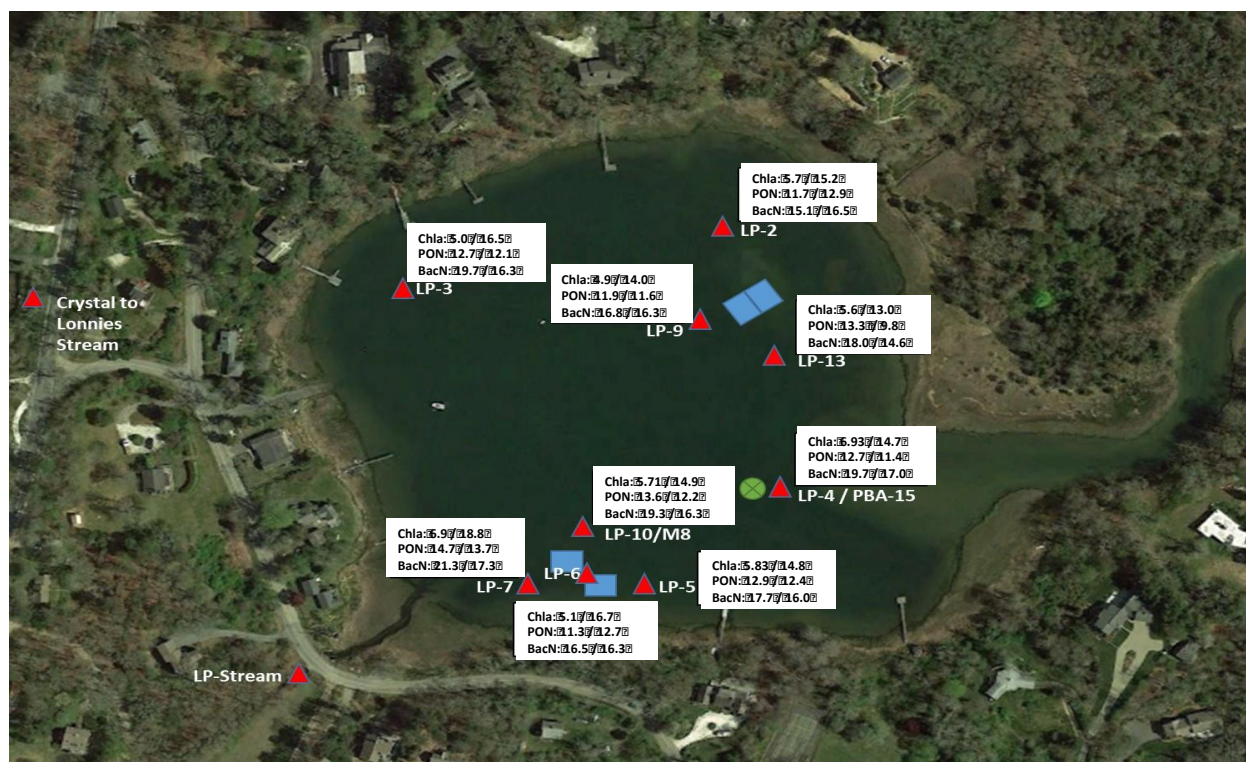 Chla: 5.7 / 15.2
PON: 11.7 / 12.9
BacN: 15.1 / 16.5
LP-2
Chla: 5.0 / 16.5
PON: 12.7 / 12.1
BacN: 19.7 / 16.3
LP-3
Chla: 4.9 / 14.0
PON: 11.9 / 11.6
BacN: 16.8 / 16.3
LP-9
Crystal to
Lonnies
Stream
Chla: 5.6 / 13.0
PON: 13.3 / 9.8
BacN: 18.0 / 14.6
LP-13
Chla: 6.93 / 14.7
PON: 12.7 / 11.4
BacN: 19.7 / 17.0
LP-4 / PBA-15
Chla: 5.71 / 14.9
PON: 13.6 / 12.2
BacN: 19.3 / 16.3
LP-10/M8
Chla: 6.9 / 18.8
PON: 14.7 / 13.7
BacN: 21.3 / 17.3
LP-7
LP-6
LP-5
Chla: 5.83 / 14.8
PON: 12.9 / 12.4
BacN: 17.7 / 16.0
Chla: 5.1 / 16.7
PON: 11.3 / 12.7
BacN: 16.5 / 16.3
LP-Stream